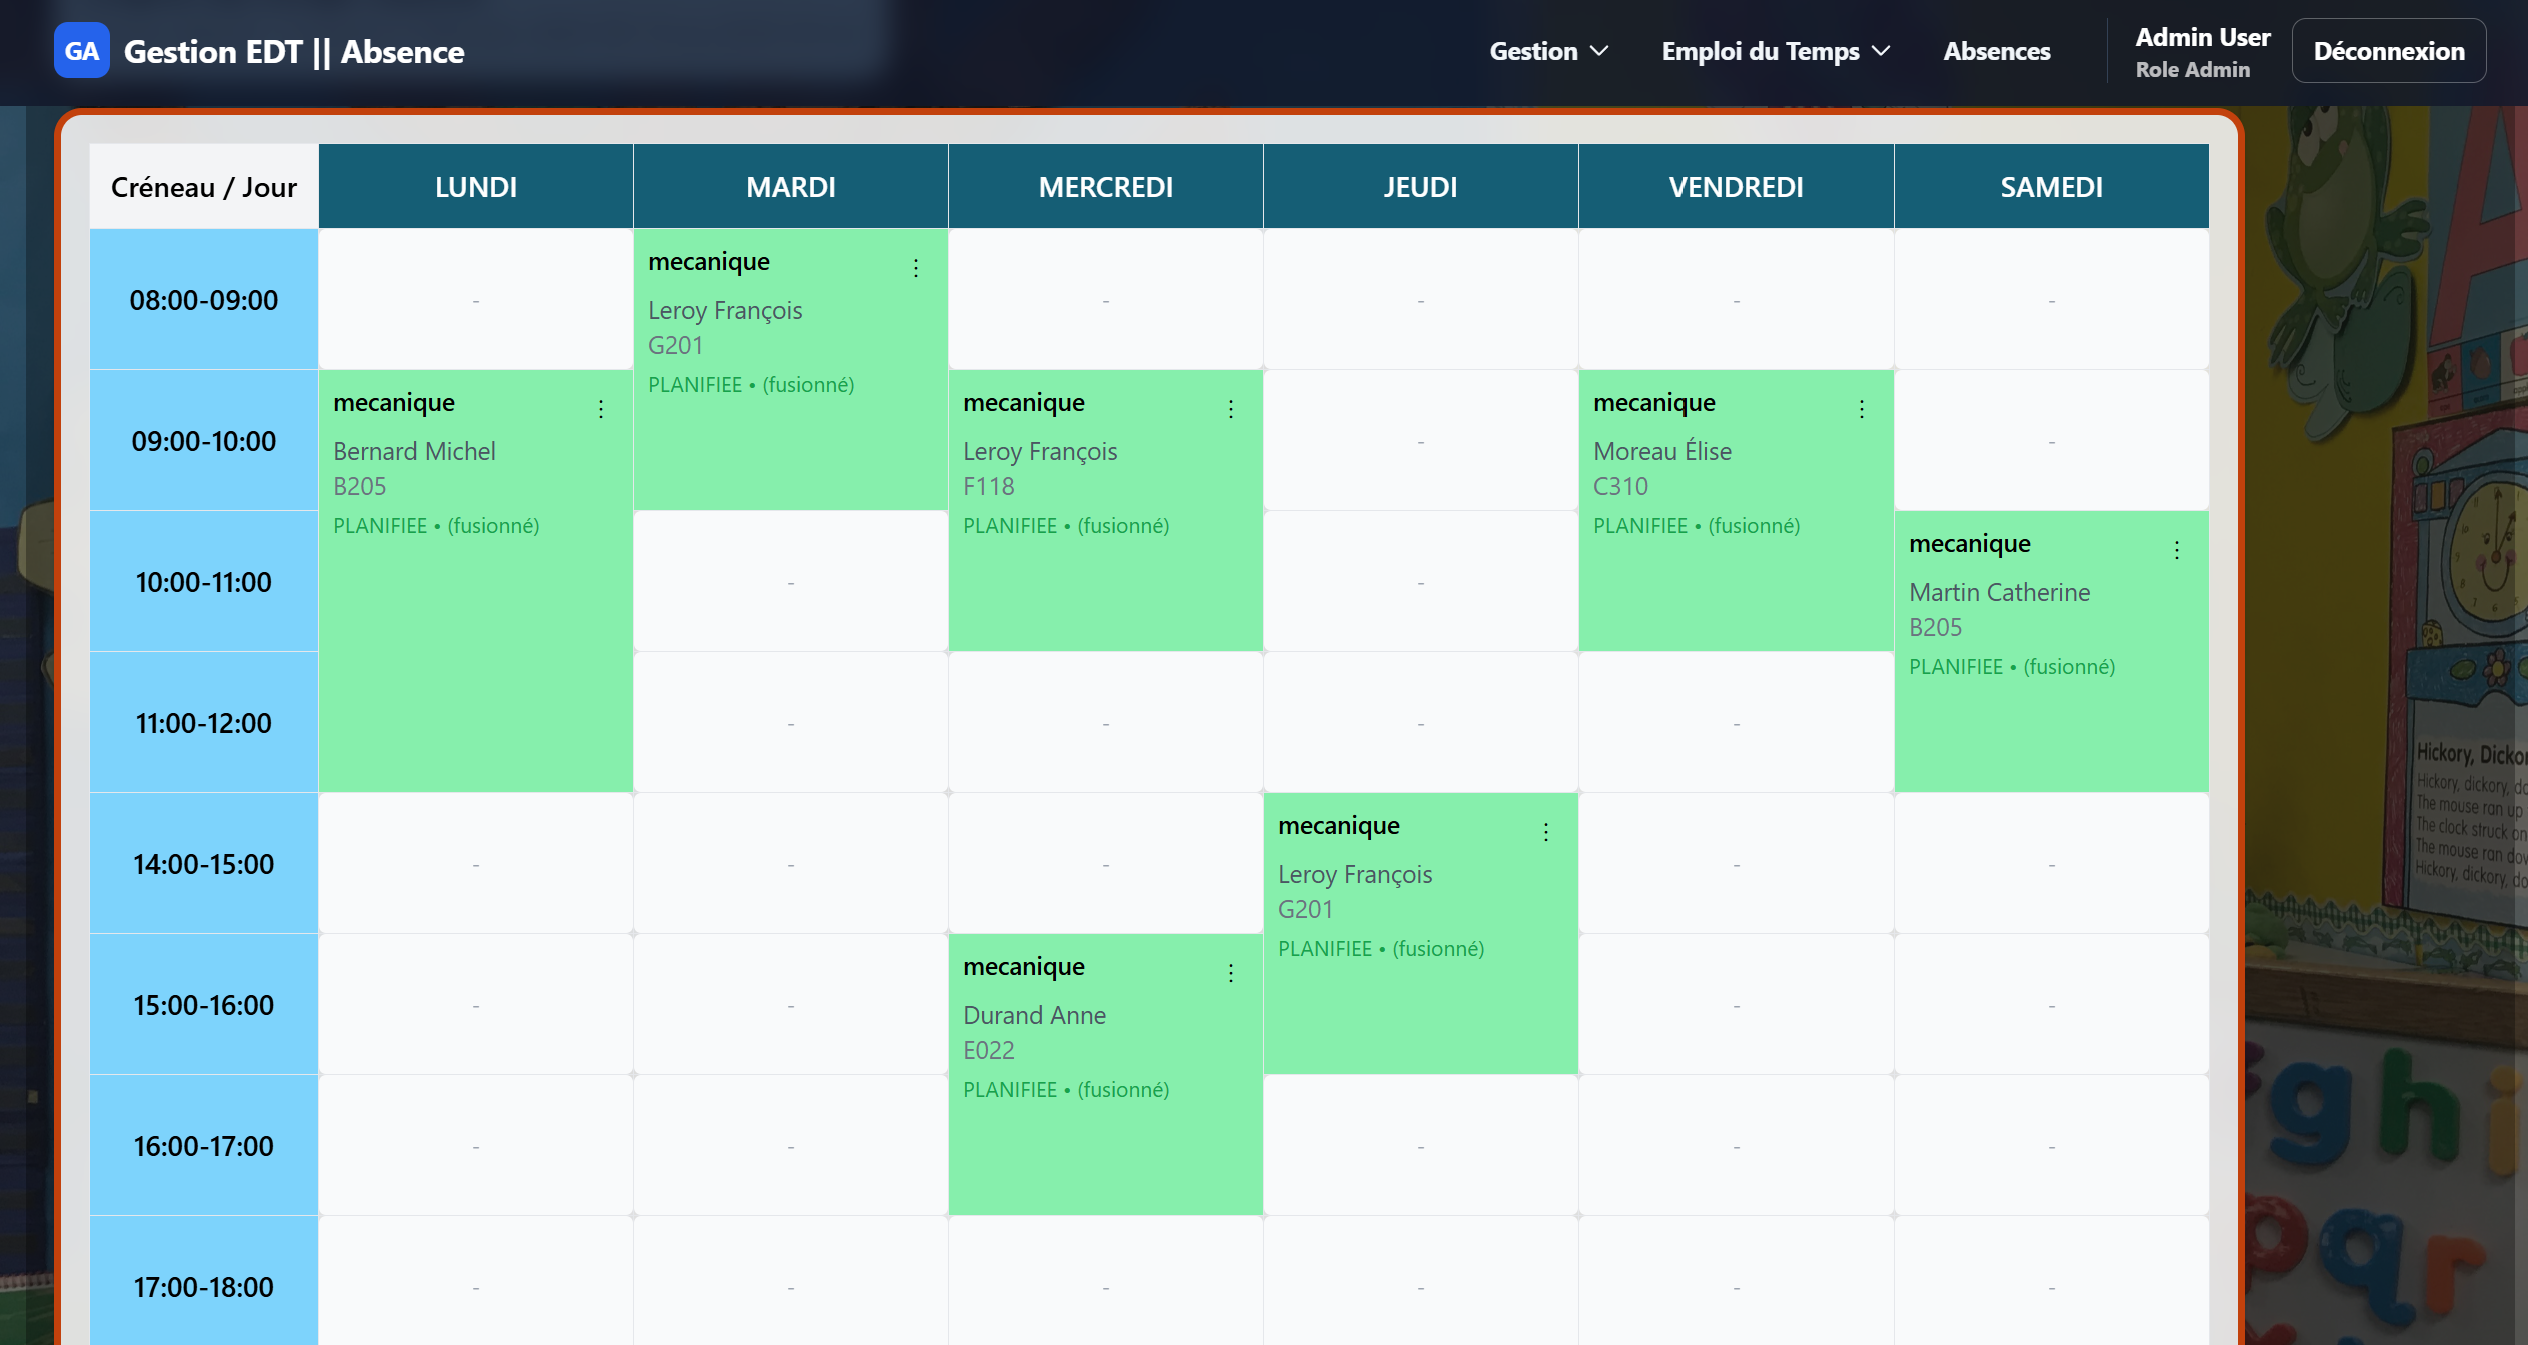 GA Gestion EDT || Absence
Gestion
Emploi du Temps
Absences
Admin User
Role Admin
Déconnexion
Créneau / Jour LUNDI MARDI MERCREDI JEUDI VENDREDI SAMEDI
08:00-09:00
-
mecanique
Leroy François
G201
PLANIFIEE • (fusionné)
- - - -
09:00-10:00
mecanique
Bernard Michel
B205
PLANIFIEE • (fusionné)
mecanique
Leroy François
F118
PLANIFIEE • (fusionné)
-
mecanique
Moreau Élise
C310
PLANIFIEE • (fusionné)
-
10:00-11:00
- -
mecanique
Martin Catherine
B205
PLANIFIEE • (fusionné)
11:00-12:00
- - - -
14:00-15:00
- - -
mecanique
Leroy François
G201
PLANIFIEE • (fusionné)
- -
15:00-16:00
- -
mecanique
Durand Anne
E022
PLANIFIEE • (fusionné)
- -
16:00-17:00
- - - - -
17:00-18:00
- - - - - -
Hickory, Dickor
Hickory, dickory, do
The mouse ran up
The clock struck on
The mouse ran dow
Hickory, dickory, do
g h i
p q r